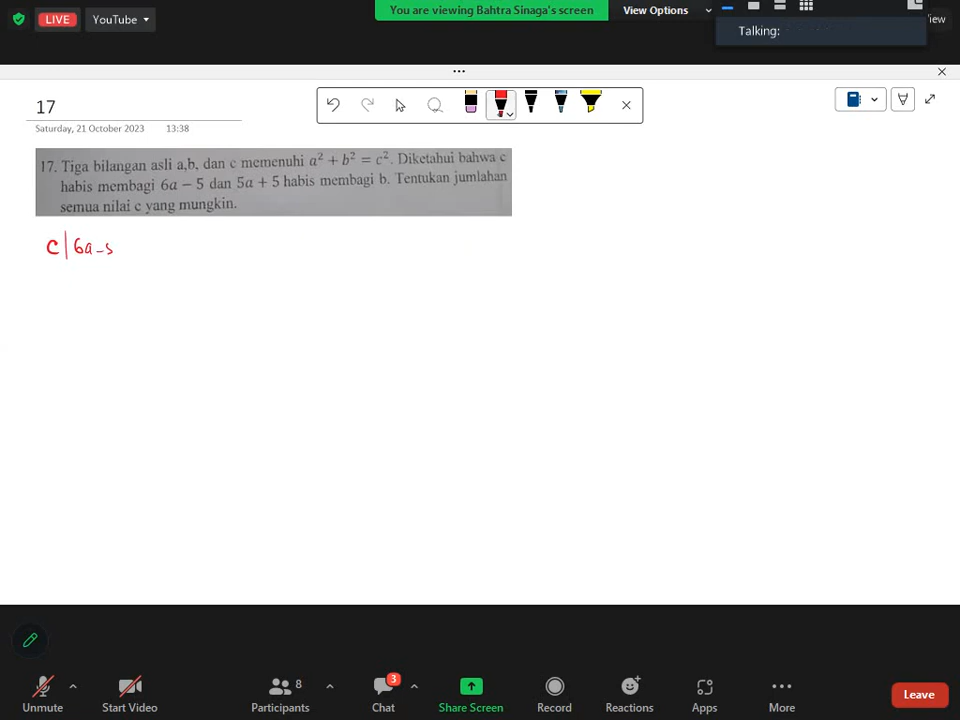 LIVE
YouTube
You are viewing Bahtra Sinaga's screen
View Options
Talking:
17
Saturday, 21 October 2023 13:38
17. Tiga bilangan asli a,b, dan c memenuhi a² + b² = c². Diketahui bahwa c
habis membagi 6a − 5 dan 5a + 5 habis membagi b. Tentukan jumlahan
semua nilai c yang mungkin.
c|6a-5
8
3
Unmute
Start Video
Participants
Chat
Share Screen
Record
Reactions
Apps
More
Leave